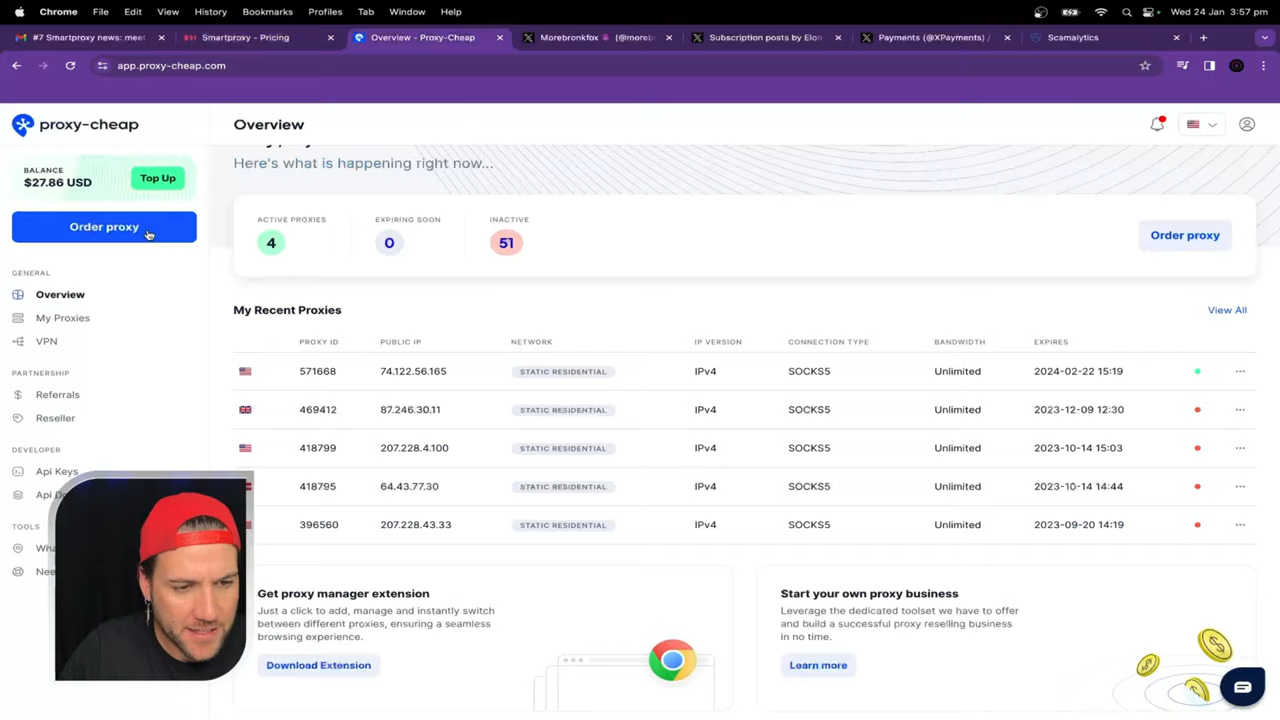 Chrome File Edit View History Bookmarks Profiles Tab Window Help Wed 24 Jan 3:57 pm
#7 Smartproxy news: meet Smartproxy - Pricing Overview - Proxy-Cheap Morebronkfox (@moreb Subscription posts by Elon Payments (@XPayments) / Scamalytics
app.proxy-cheap.com
proxy-cheap
Overview
Here's what is happening right now...
BALANCE
$27.86 USD
Top Up
Order proxy
ACTIVE PROXIES EXPIRING SOON INACTIVE
4 0 51
Order proxy
GENERAL
Overview
My Proxies
VPN
PARTNERSHIP
Referrals
Reseller
DEVELOPER
Api Keys
Api Do
TOOLS
Wha
Nee
My Recent Proxies
View All
PROXY ID PUBLIC IP NETWORK IP VERSION CONNECTION TYPE BANDWIDTH EXPIRES
571668 74.122.56.165 STATIC RESIDENTIAL IPv4 SOCKS5 Unlimited 2024-02-22 15:19
469412 87.246.30.11 STATIC RESIDENTIAL IPv4 SOCKS5 Unlimited 2023-12-09 12:30
418799 207.228.4.100 STATIC RESIDENTIAL IPv4 SOCKS5 Unlimited 2023-10-14 15:03
418795 64.43.77.30 STATIC RESIDENTIAL IPv4 SOCKS5 Unlimited 2023-10-14 14:44
396560 207.228.43.33 STATIC RESIDENTIAL IPv4 SOCKS5 Unlimited 2023-09-20 14:19
Get proxy manager extension
Just a click to add, manage and instantly switch
between different proxies, ensuring a seamless
browsing experience.
Download Extension
Start your own proxy business
Leverage the dedicated toolset we have to offer
and build a successful proxy reselling business
in no time.
Learn more